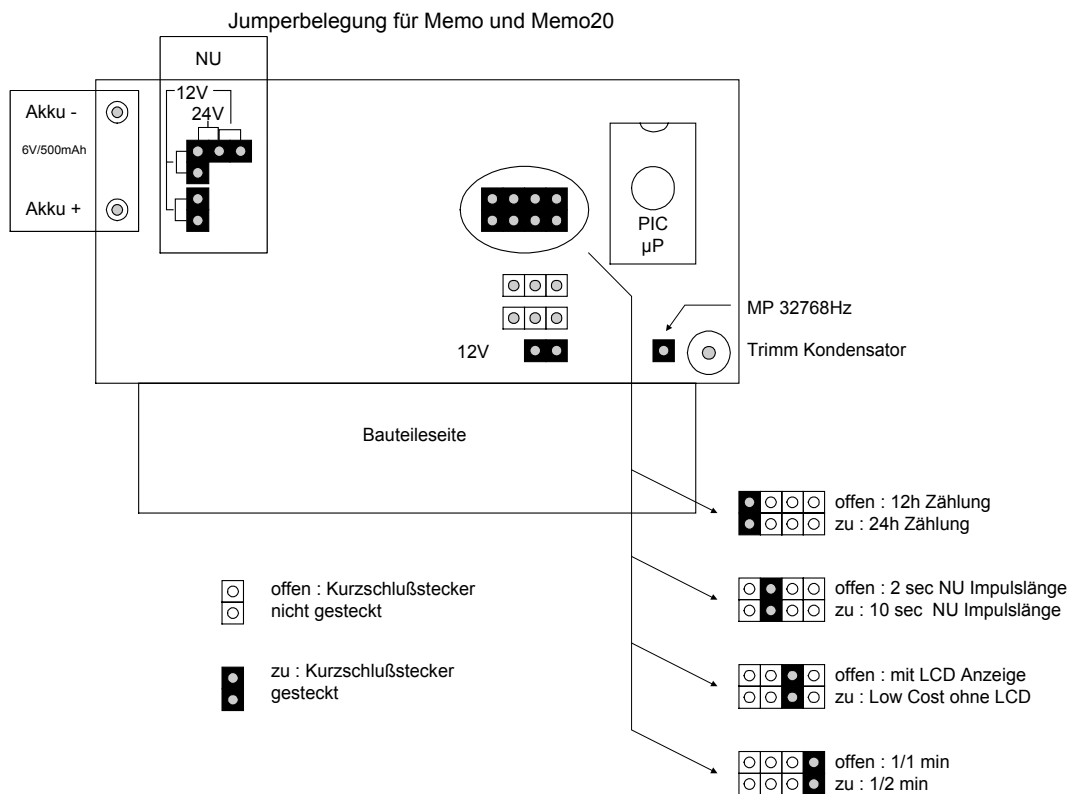 Jumperbelegung für Memo und Memo20
NU
12V
24V
Akku -
6V/500mAh
Akku +
PIC
µP
MP 32768Hz
12V
Trimm Kondensator
Bauteileseite
offen : 12h Zählung
zu : 24h Zählung
offen : Kurzschlußstecker
nicht gesteckt
offen : 2 sec NU Impulslänge
zu : 10 sec  NU Impulslänge
zu : Kurzschlußstecker
gesteckt
offen : mit LCD Anzeige
zu : Low Cost ohne LCD
offen : 1/1 min
zu : 1/2 min